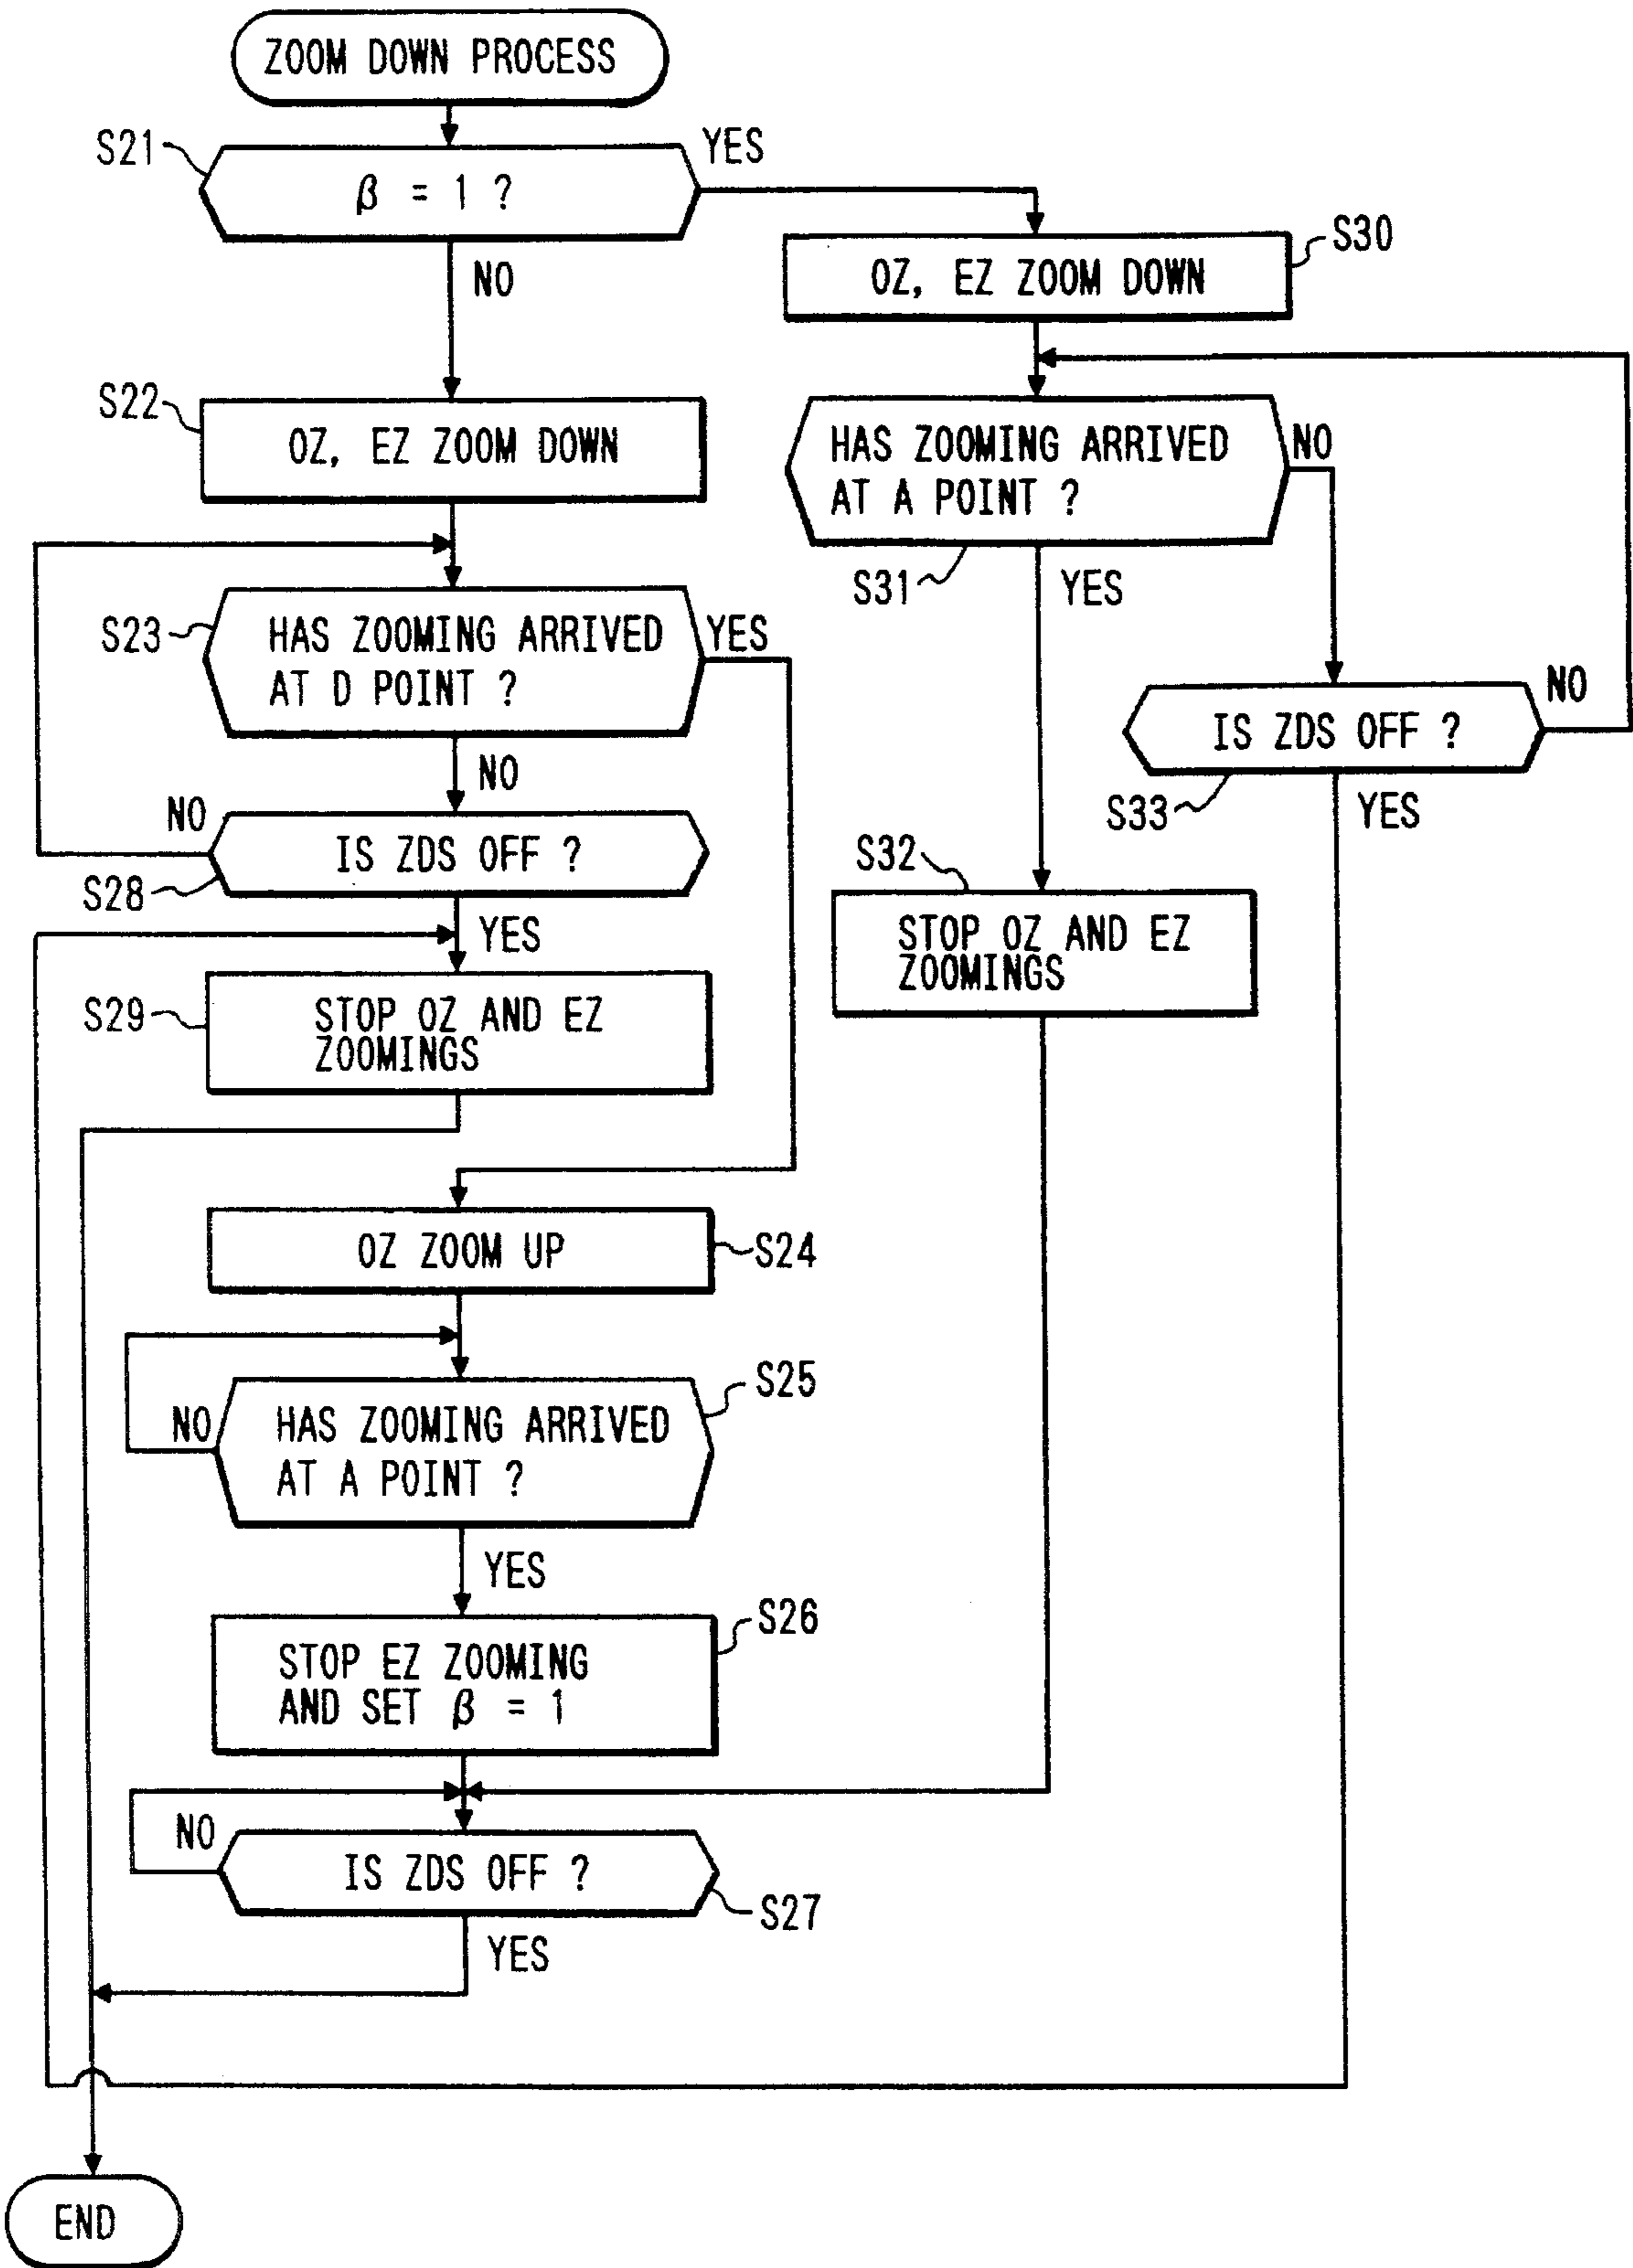 ZOOM DOWN PROCESS
S21
β = 1 ?
YES
NO
S30
OZ, EZ ZOOM DOWN
S22
OZ, EZ ZOOM DOWN
HAS ZOOMING ARRIVED
AT A POINT ?
NO
S31
YES
S23
HAS ZOOMING ARRIVED
AT D POINT ?
YES
NO
IS ZDS OFF ?
NO
S33
YES
NO
IS ZDS OFF ?
S28
YES
S32
STOP OZ AND EZ
ZOOMINGS
S29
STOP OZ AND EZ
ZOOMINGS
OZ ZOOM UP
S24
S25
NO
HAS ZOOMING ARRIVED
AT A POINT ?
YES
S26
STOP EZ ZOOMING
AND SET β = 1
NO
IS ZDS OFF ?
S27
YES
END